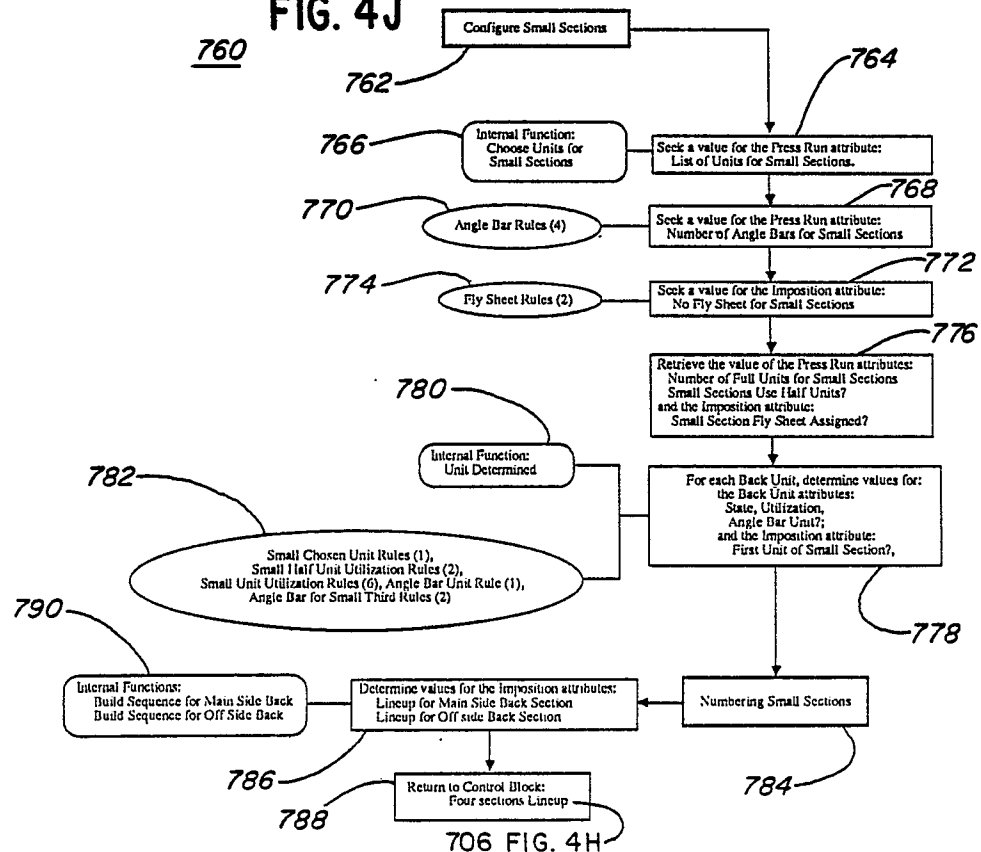 FIG. 4J
760
Configure Small Sections
762
764
766
Internal Function:
Choose Units for
Small Sections
Seek a value for the Press Run attribute:
List of Units for Small Sections.
768
770
Angle Bar Rules (4)
Seek a value for the Press Run attribute:
Number of Angle Bars for Small Sections
772
774
Fly Sheet Rules (2)
Seek a value for the Imposition attribute:
No Fly Sheet for Small Sections
776
Retrieve the value of the Press Run attributes:
Number of Full Units for Small Sections
Small Sections Use Half Units?
and the Imposition attribute:
Small Section Fly Sheet Assigned?
780
Internal Function:
Unit Determined
782
For each Back Unit, determine values for:
the Back Unit attributes:
State, Utilization,
Angle Bar Unit?;
and the Imposition attribute:
First Unit of Small Section?,
Small Chosen Unit Rules (1),
Small Half Unit Utilization Rules (2),
Small Unit Utilization Rules (6), Angle Bar Unit Rule (1),
Angle Bar for Small Third Rules (2)
778
790
Internal Functions:
Build Sequence for Main Side Back
Build Sequence for Off Side Back
Determine values for the Imposition attributes:
Lineup for Main Side Back Section
Lineup for Off side Back Section
Numbering Small Sections
784
786
788
Return to Control Block:
Four sections Lineup
706 FIG. 4H